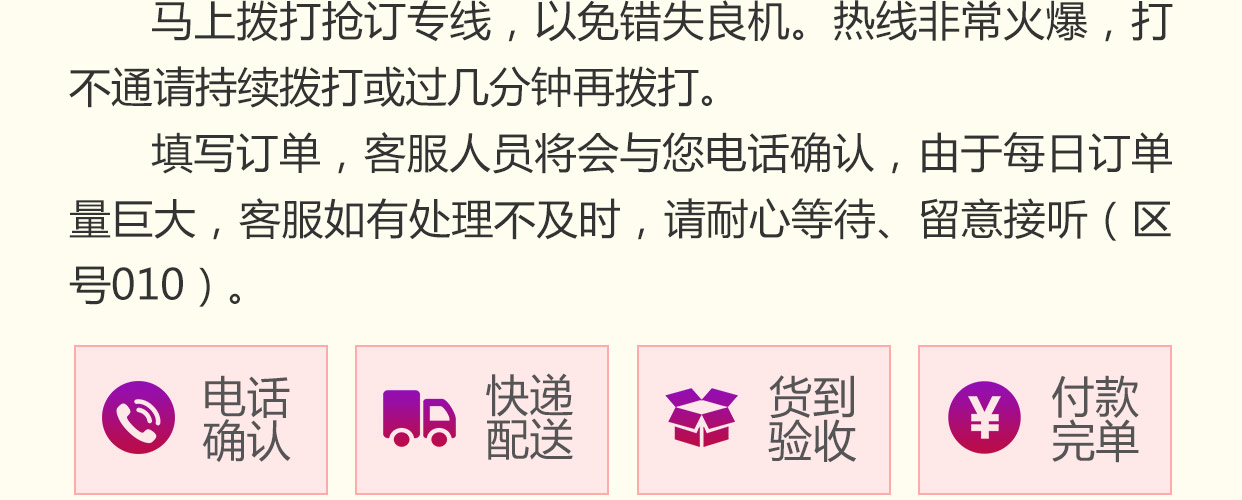 马上拨打抢订专线，以免错失良机。热线非常火爆，打
不通请持续拨打或过几分钟再拨打。
填写订单，客服人员将会与您电话确认，由于每日订单
量巨大，客服如有处理不及时，请耐心等待、留意接听（区
号010）。
电话
确认
快递
配送
货到
验收
¥
付款
完单